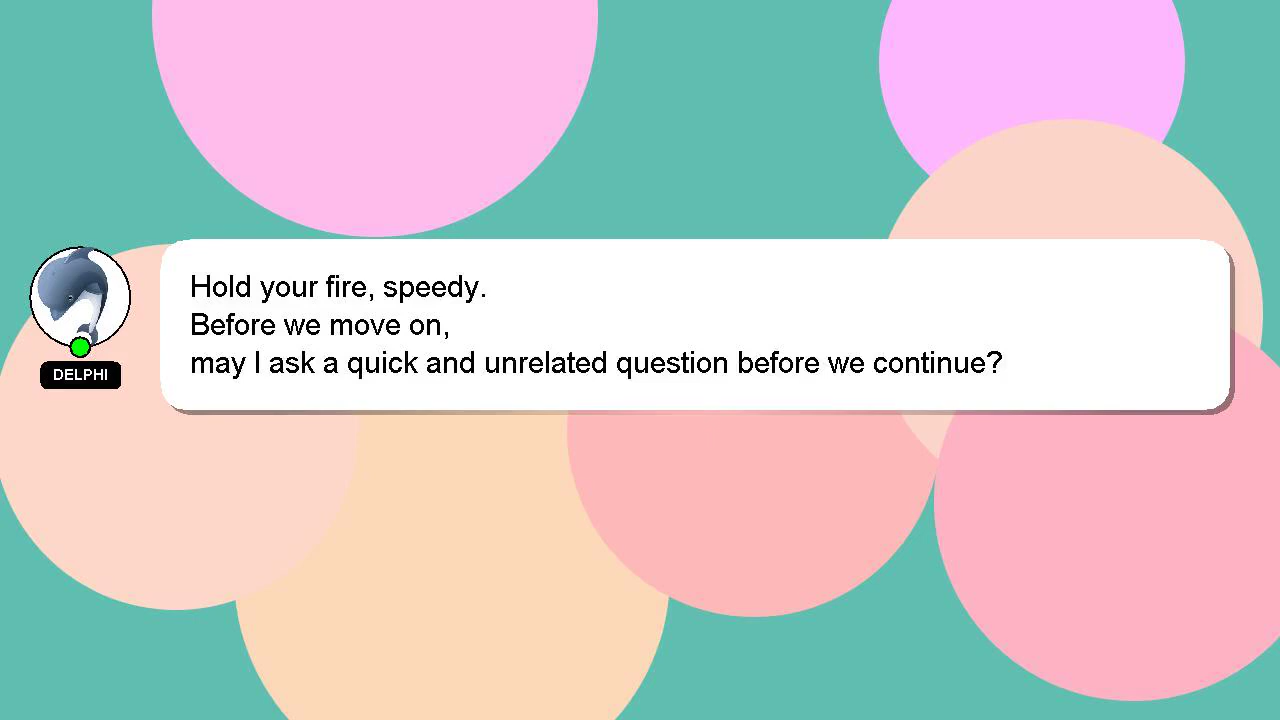 Hold your fire, speedy.
Before we move on,
may I ask a quick and unrelated question before we continue?
DELPHI